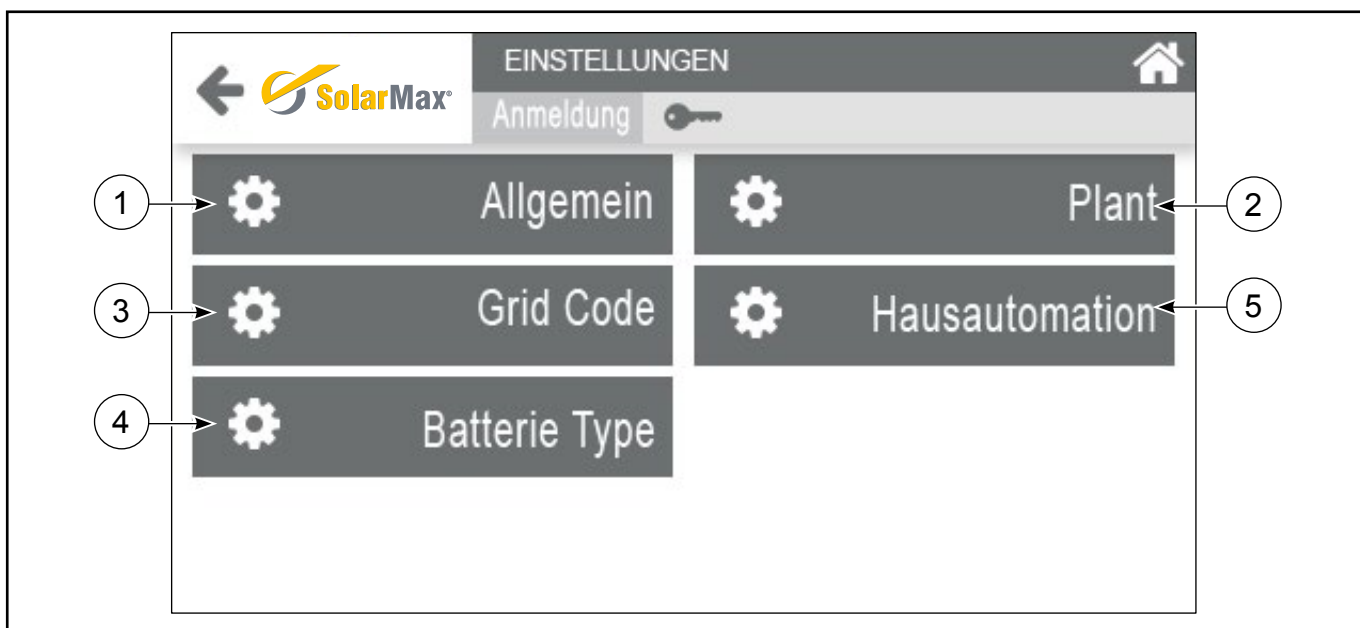 SolarMax®
EINSTELLUNGEN
Anmeldung
1
Allgemein
Plant
2
3
Grid Code
Hausautomation
5
4
Batterie Type